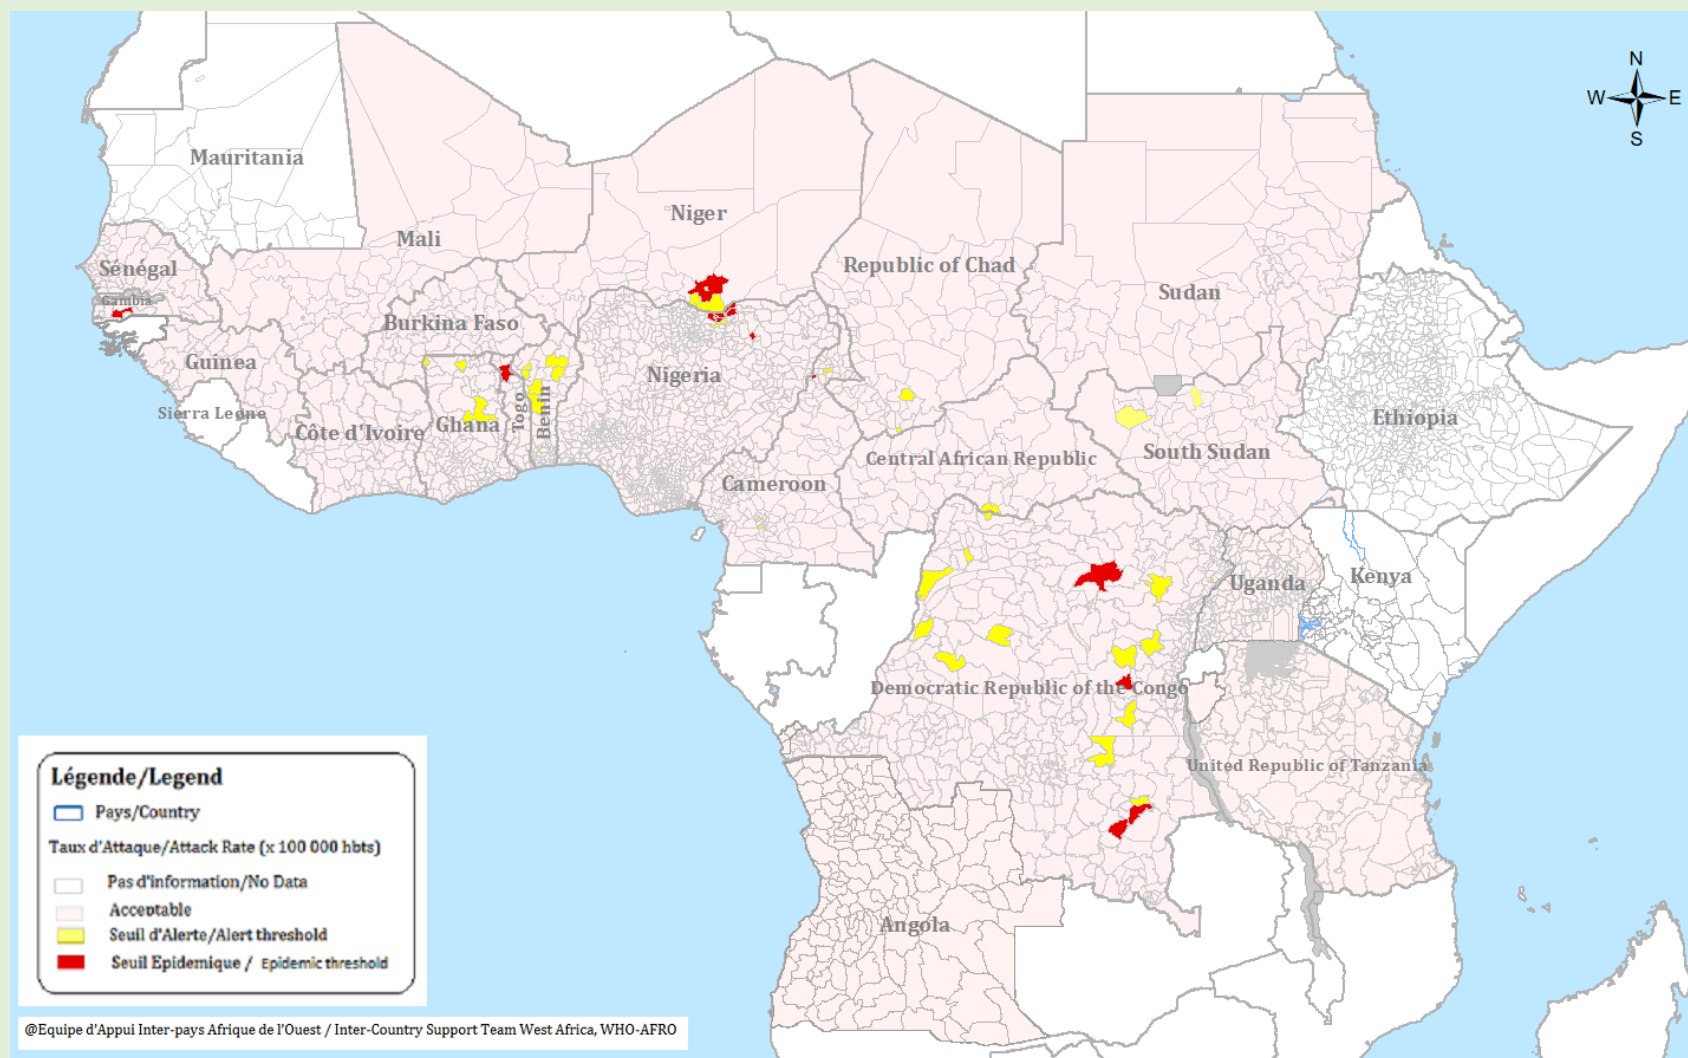 N
W E
S
Mauritania
Niger
Mali
Sénégal
Republic of Chad
Sudan
Gambia
Burkina Faso
Guinea
Nigeria
Sierra Leone
Côte d'Ivoire
Ghana
Togo
Benin
Ethiopia
South Sudan
Central African Republic
Cameroon
Uganda
Kenya
Democratic Republic of the Congo
United Republic of Tanzania
Angola
Légende/Legend
Pays/Country
Taux d'Attaque/Attack Rate (x 100 000 hbts)
Pas d'information/No Data
Acceptable
Seuil d'Alerte/Alert threshold
Seuil Epidemique / Epidemic threshold
@Equipe d'Appui Inter-pays Afrique de l'Ouest / Inter-Country Support Team West Africa, WHO-AFRO